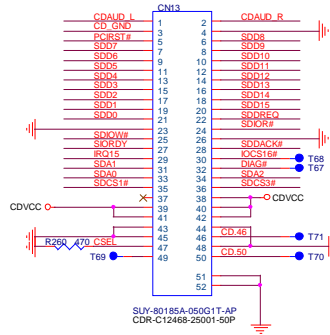 CN13
CDAUD_L 1 2 CDAUD_R
CD_GND 3 4
PCIRST# 5 6 SDD8
SDD7 7 8 SDD9
SDD6 9 10 SDD10
SDD5 11 12 SDD11
SDD4 13 14 SDD12
SDD3 15 16 SDD13
SDD2 17 18 SDD14
SDD1 19 20 SDD15
SDD0 21 22 SDDREQ
23 24 SDIOR#
SDIOW# 25 26
SIORDY 27 28 SDDACK#
IRQ15 29 30 IOCS16# T68
SDA1 31 32 DIAG# T67
SDA0 33 34 SDA2
SDCS1# 35 36 SDCS3#
37 38 CDVCC
CDVCC 39 40
41 42
43 44
45 46 CD.46 T71
R260 470 CSEL 47 48
T69 49 50 CD.50 T70
51
52
SUY-80185A-050G1T-AP
CDR-C12468-25001-50P